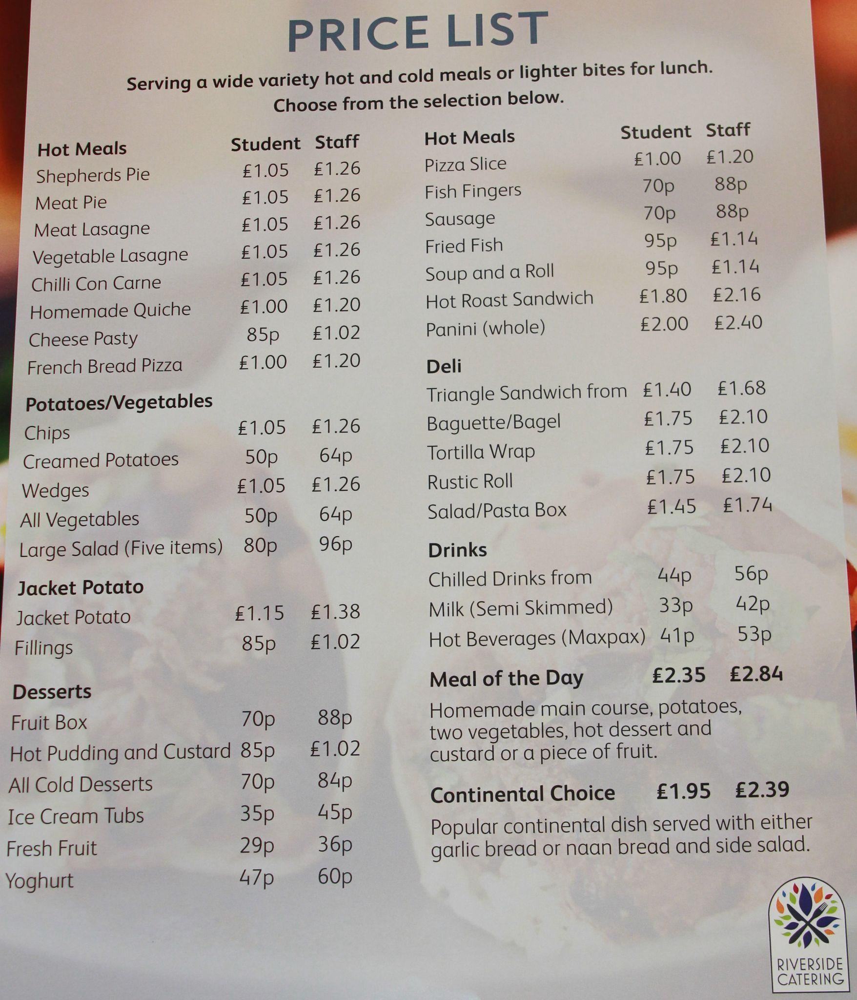 PRICE LIST
Serving a wide variety hot and cold meals or lighter bites for lunch.
Choose from the selection below.
Hot Meals Student Staff
Shepherds Pie £1.05 £1.26
Meat Pie £1.05 £1.26
Meat Lasagne £1.05 £1.26
Vegetable Lasagne £1.05 £1.26
Chilli Con Carne £1.05 £1.26
Homemade Quiche £1.00 £1.20
Cheese Pasty 85p £1.02
French Bread Pizza £1.00 £1.20
Potatoes/Vegetables
Chips £1.05 £1.26
Creamed Potatoes 50p 64p
Wedges £1.05 £1.26
All Vegetables 50p 64p
Large Salad (Five items) 80p 96p
Jacket Potato
Jacket Potato £1.15 £1.38
Fillings 85p £1.02
Desserts
Fruit Box 70p 88p
Hot Pudding and Custard 85p £1.02
All Cold Desserts 70p 84p
Ice Cream Tubs 35p 45p
Fresh Fruit 29p 36p
Yoghurt 47p 60p
Hot Meals Student Staff
Pizza Slice £1.00 £1.20
Fish Fingers 70p 88p
Sausage 70p 88p
Fried Fish 95p £1.14
Soup and a Roll 95p £1.14
Hot Roast Sandwich £1.80 £2.16
Panini (whole) £2.00 £2.40
Deli
Triangle Sandwich from £1.40 £1.68
Baguette/Bagel £1.75 £2.10
Tortilla Wrap £1.75 £2.10
Rustic Roll £1.75 £2.10
Salad/Pasta Box £1.45 £1.74
Drinks
Chilled Drinks from 44p 56p
Milk (Semi Skimmed) 33p 42p
Hot Beverages (Maxpax) 41p 53p
Meal of the Day £2.35 £2.84
Homemade main course, potatoes,
two vegetables, hot dessert and
custard or a piece of fruit.
Continental Choice £1.95 £2.39
Popular continental dish served with either
garlic bread or naan bread and side salad.
RIVERSIDE
CATERING